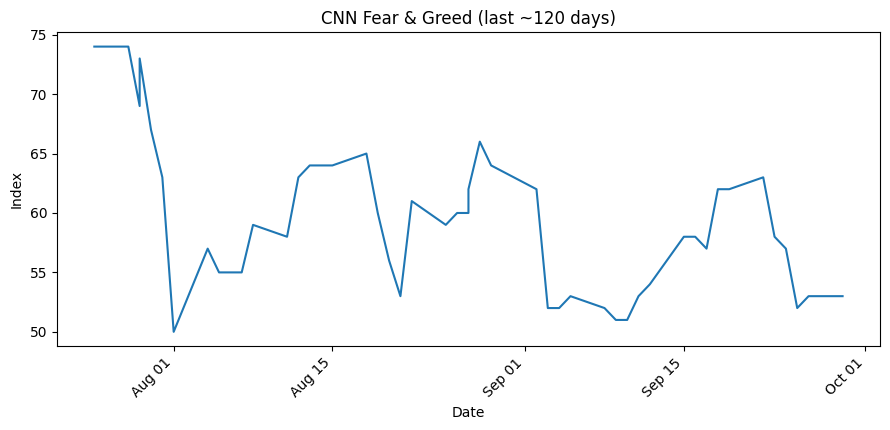 CNN Fear & Greed (last ~120 days)
75
70
65
60
55
50
Index
Aug 01
Aug 15
Sep 01
Sep 15
Oct 01
Date